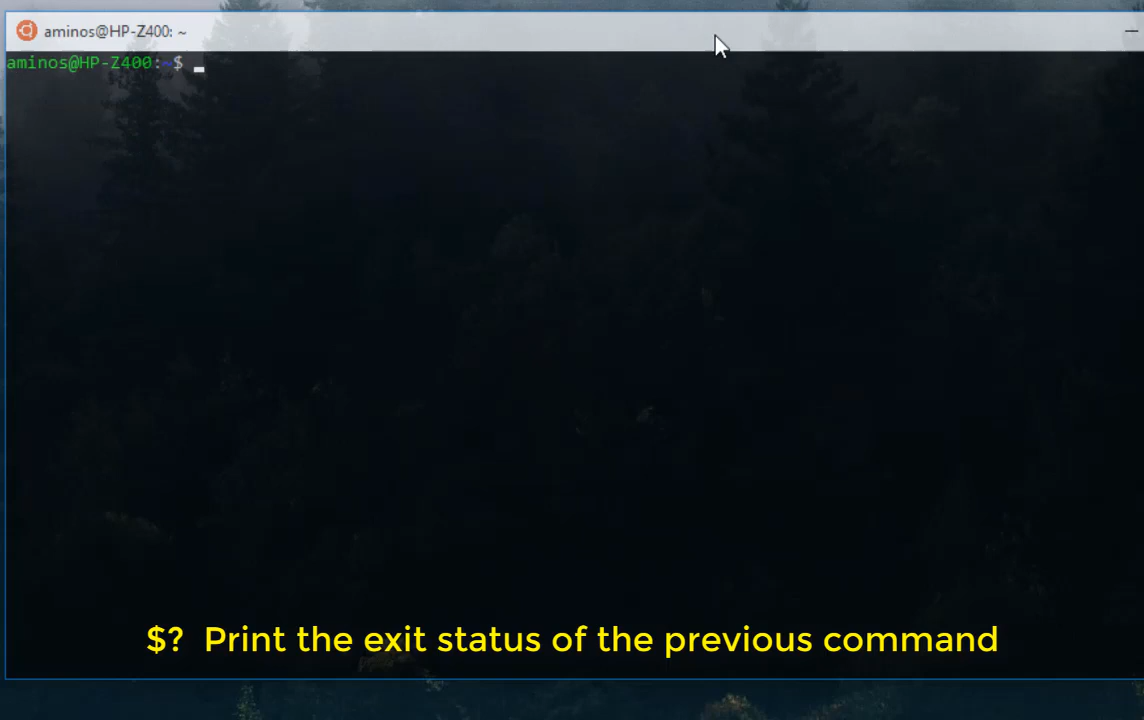 aminos@HP-Z400: ~
aminos@HP-Z400:~$
$? Print the exit status of the previous command